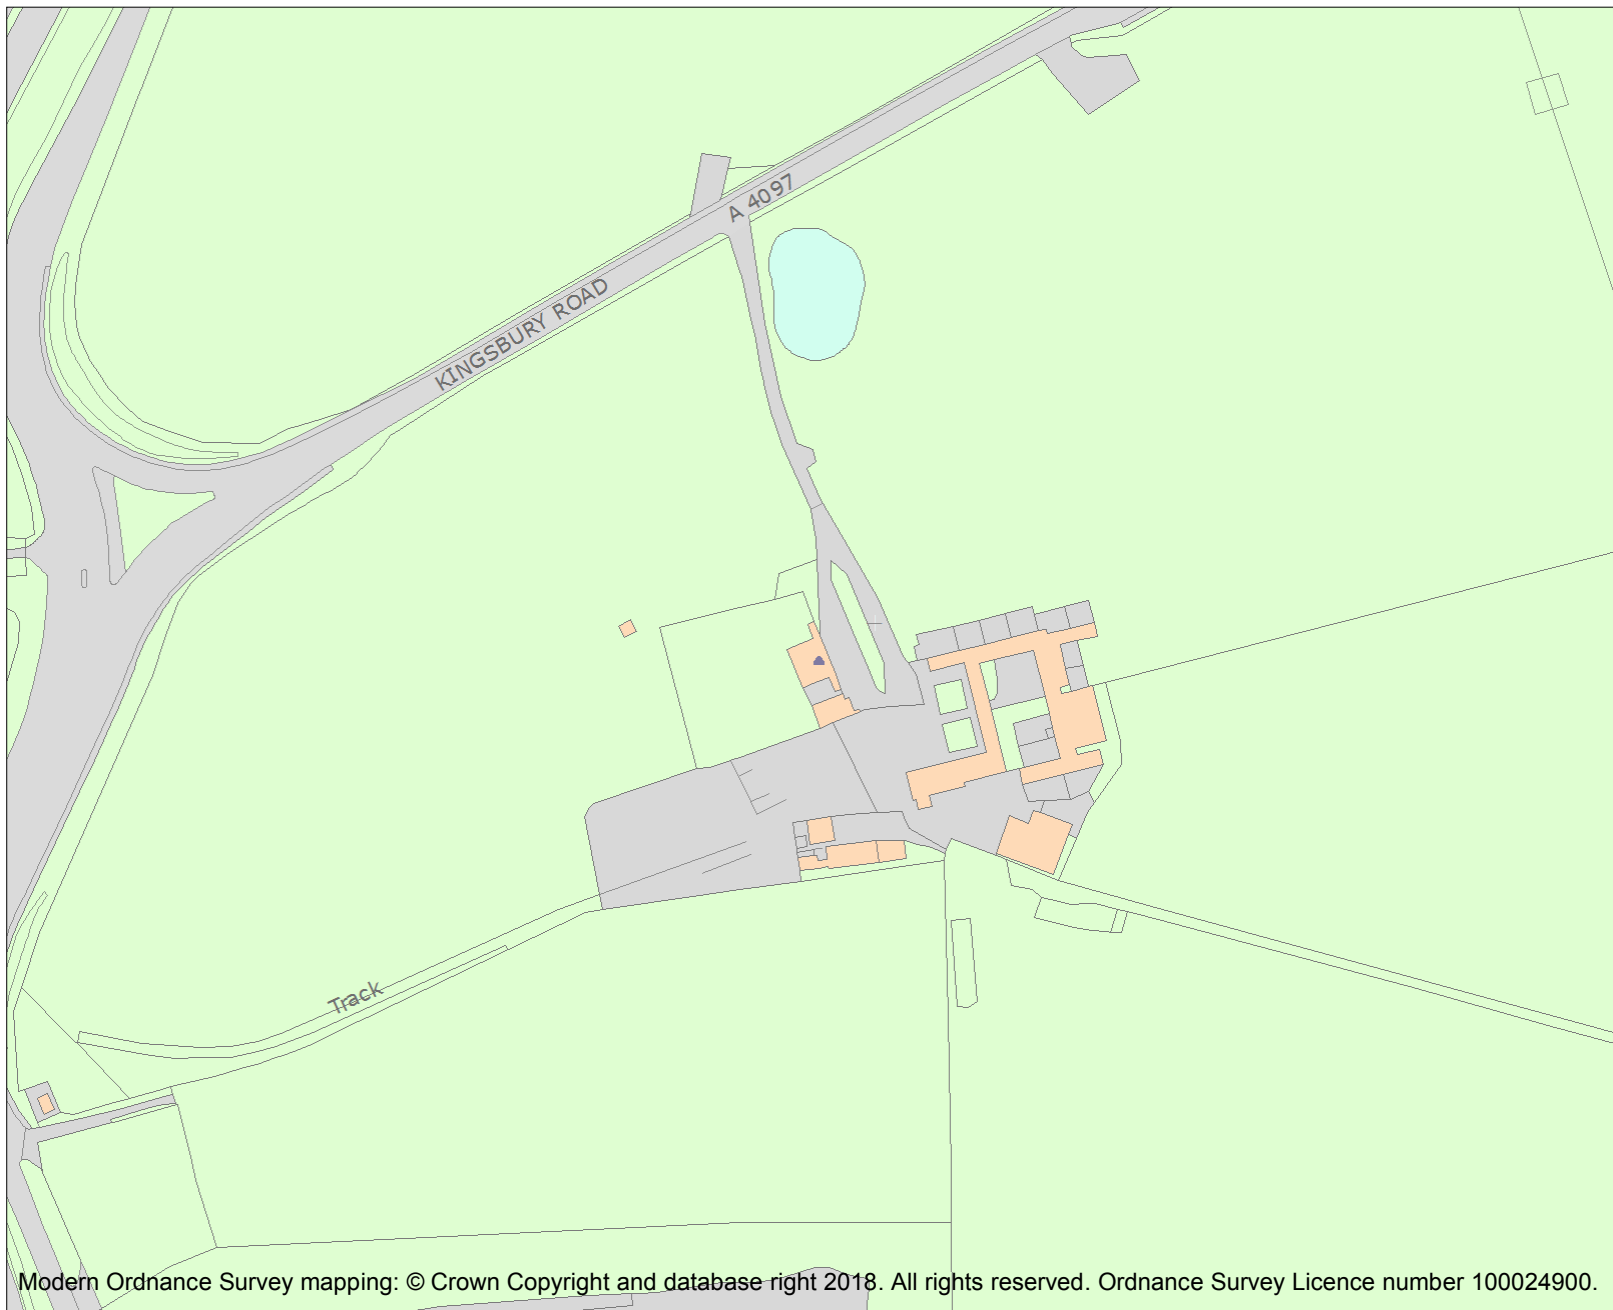 A 4097
KINGSBURY ROAD
Track
Modern Ordnance Survey mapping: © Crown Copyright and database right 2018. All rights reserved. Ordnance Survey Licence number 100024900.